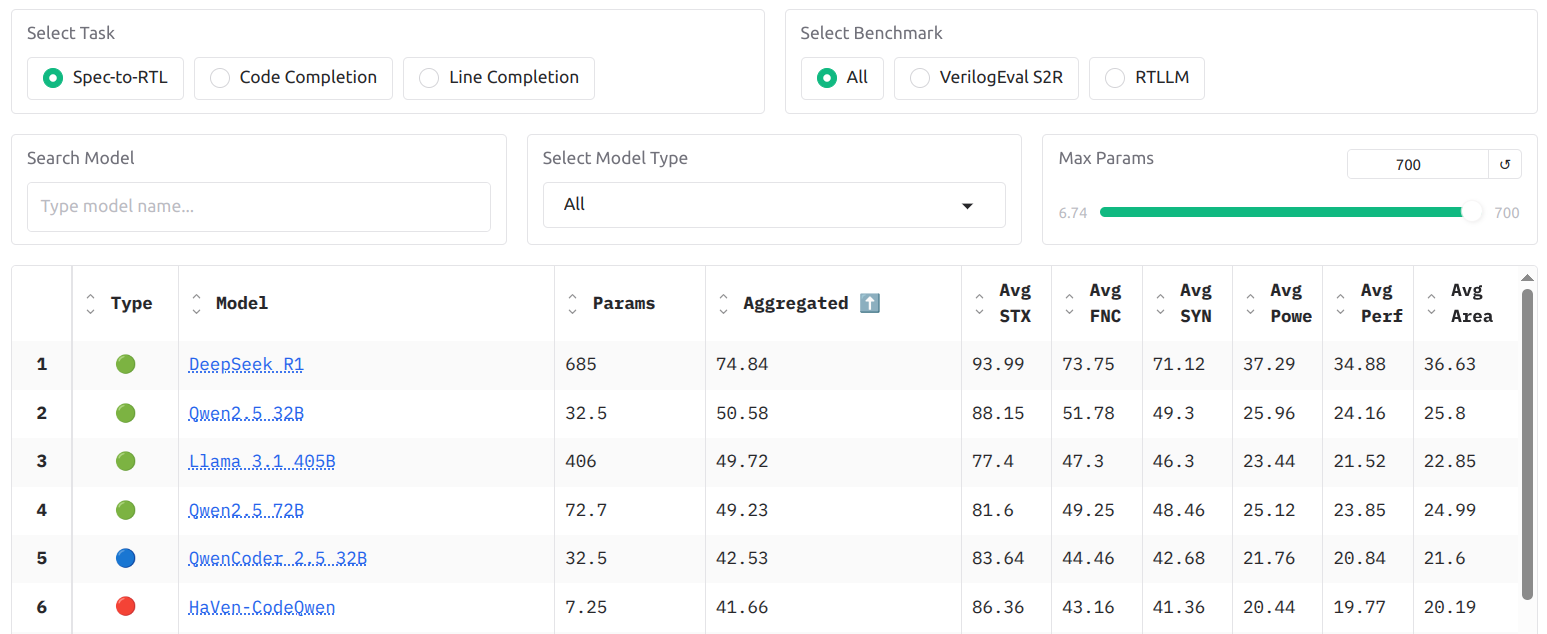 Select Task
Spec-to-RTL Code Completion Line Completion
Select Benchmark
All VerilogEval S2R RTLLM
Search Model
Type model name...
Select Model Type
All
Max Params
700 ↺
6.74 700
Type Model Params Aggregated ⬆️ Avg STX Avg FNC Avg SYN Avg Powe Avg Perf Avg Area
1 DeepSeek R1 685 74.84 93.99 73.75 71.12 37.29 34.88 36.63
2 Qwen2.5 32B 32.5 50.58 88.15 51.78 49.3 25.96 24.16 25.8
3 Llama 3.1 405B 406 49.72 77.4 47.3 46.3 23.44 21.52 22.85
4 Qwen2.5 72B 72.7 49.23 81.6 49.25 48.46 25.12 23.85 24.99
5 QwenCoder 2.5 32B 32.5 42.53 83.64 44.46 42.68 21.76 20.84 21.6
6 HaVen-CodeQwen 7.25 41.66 86.36 43.16 41.36 20.44 19.77 20.19